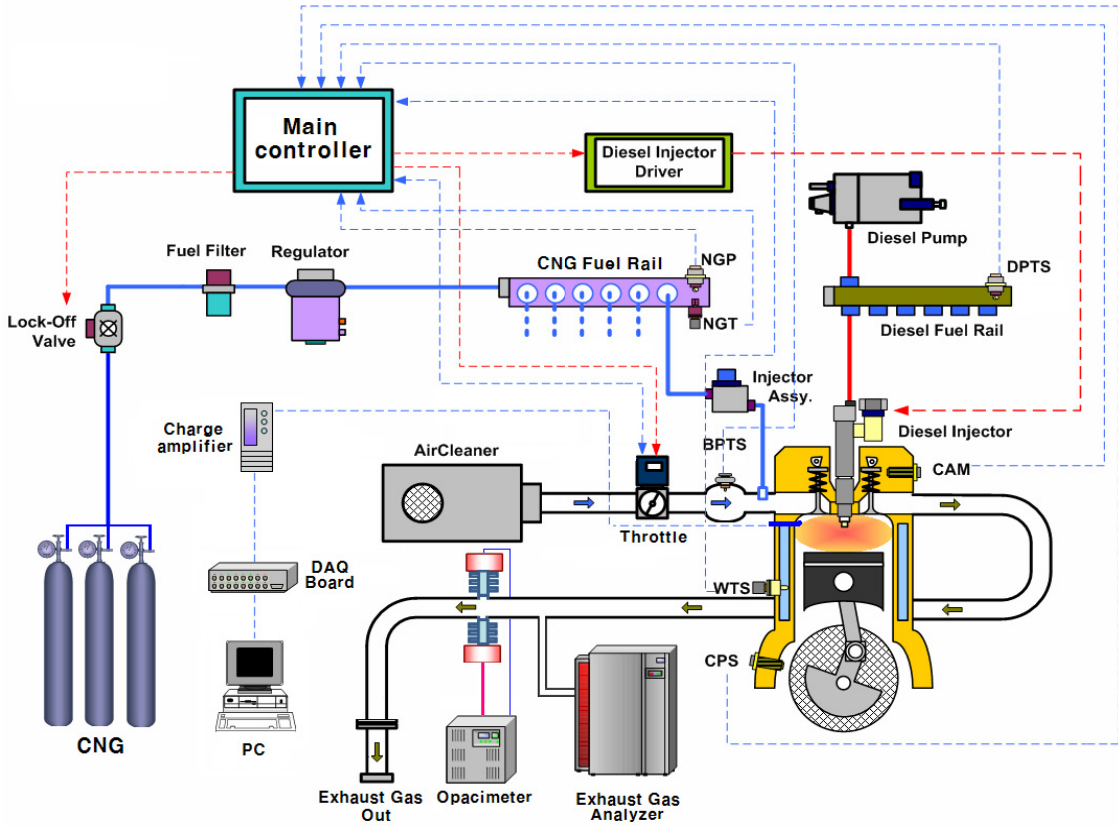 Main
controller
Diesel Injector
Driver
Diesel Pump
Fuel Filter
Regulator
CNG Fuel Rail
NGP
DPTS
NGT
Lock-Off
Valve
Diesel Fuel Rail
Injector
Assy.
Charge
amplifier
AirCleaner
BPTS
Diesel Injector
CAM
Throttle
DAQ
Board
WTS
CPS
PC
CNG
Exhaust Gas
Out
Opacimeter
Exhaust Gas
Analyzer